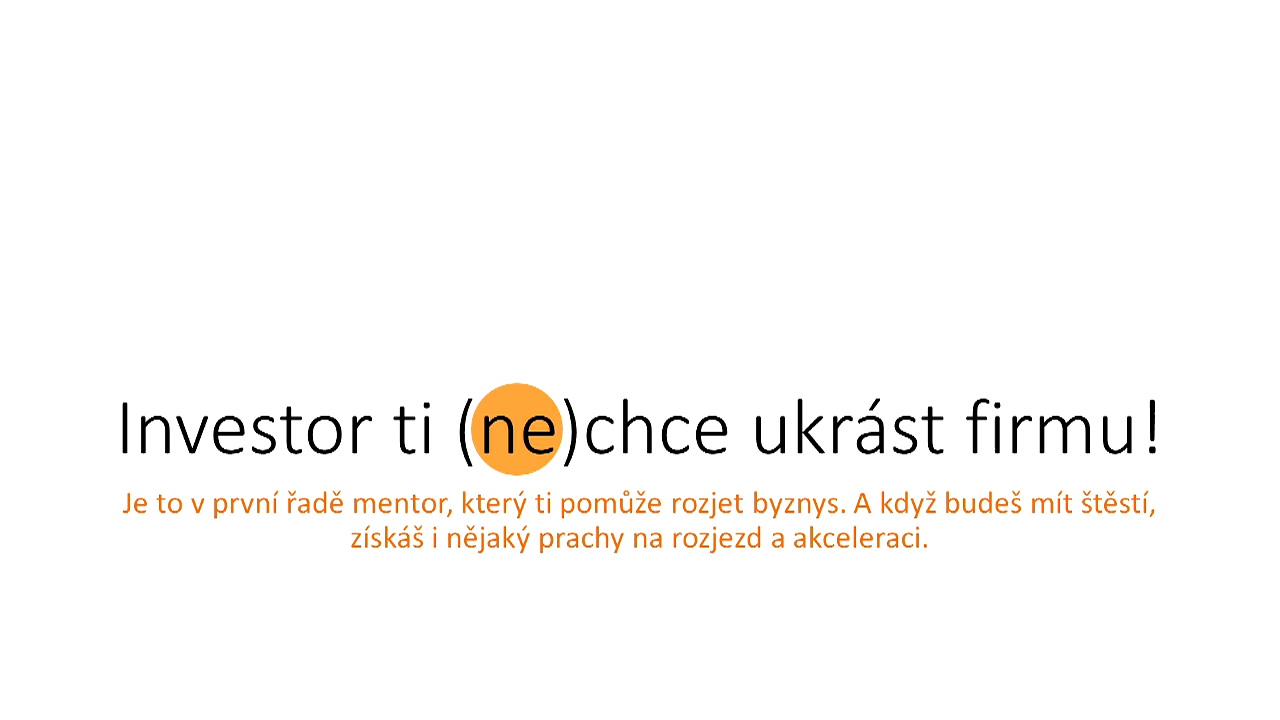 Investor ti (ne)chce ukrást firmu!
Je to v první řadě mentor, který ti pomůže rozjet byznys. A když budeš mít štěstí,
získáš i nějaký prachy na rozjezd a akceleraci.